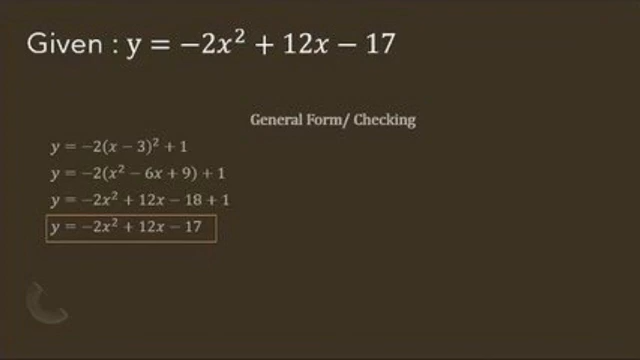 Given : y = −2x² + 12x − 17
General Form/ Checking
y = −2(x − 3)² + 1
y = −2(x² − 6x + 9) + 1
y = −2x² + 12x − 18 + 1
y = −2x² + 12x − 17